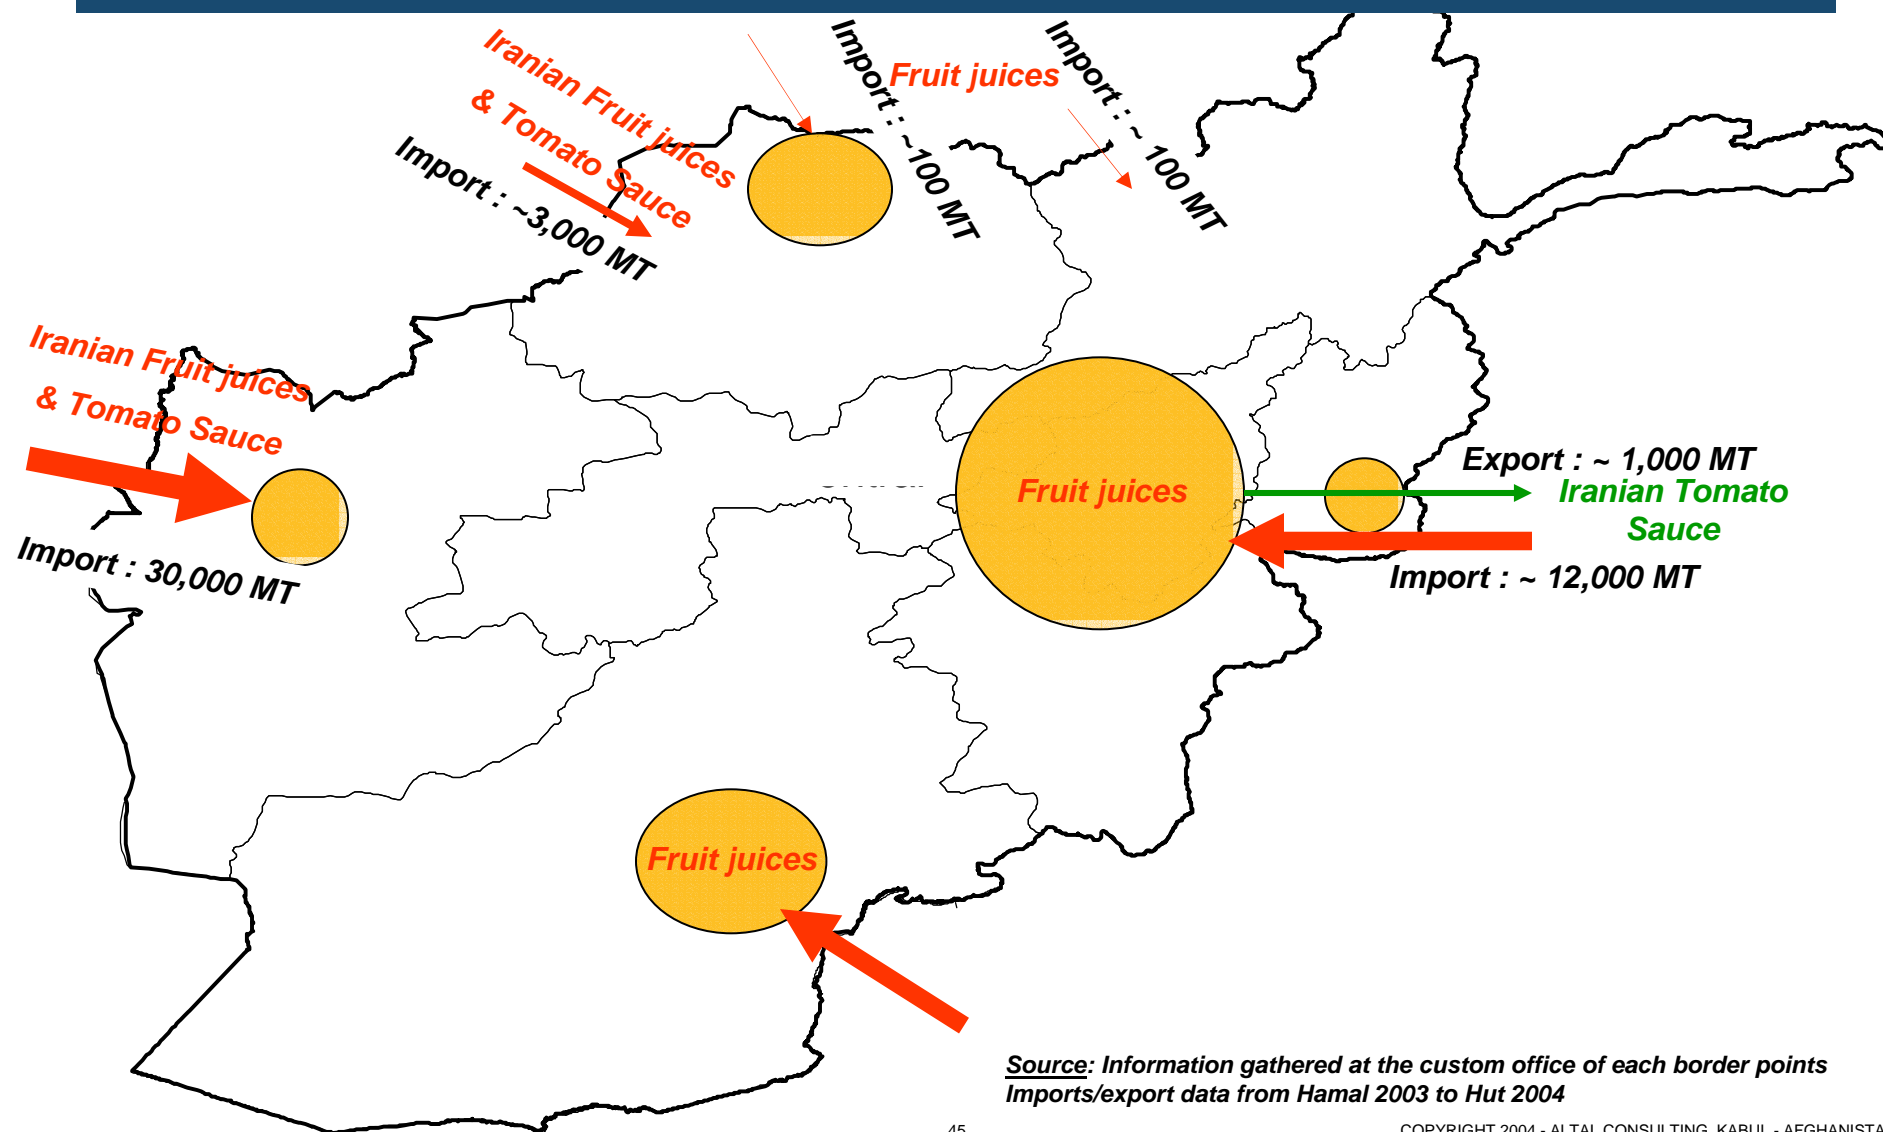 Iranian Fruit juices
& Tomato Sauce
Import : ~3,000 MT
Import : ~100 MT
Fruit juices
Import : ~ 100 MT
Iranian Fruit juices
& Tomato Sauce
Import : 30,000 MT
Fruit juices
Export : ~ 1,000 MT
Iranian Tomato
Sauce
Import : ~ 12,000 MT
Fruit juices
Source: Information gathered at the custom office of each border points
Imports/export data from Hamal 2003 to Hut 2004
45
COPYRIGHT 2004 - ALTAI CONSULTING, KABUL - AFGHANISTA